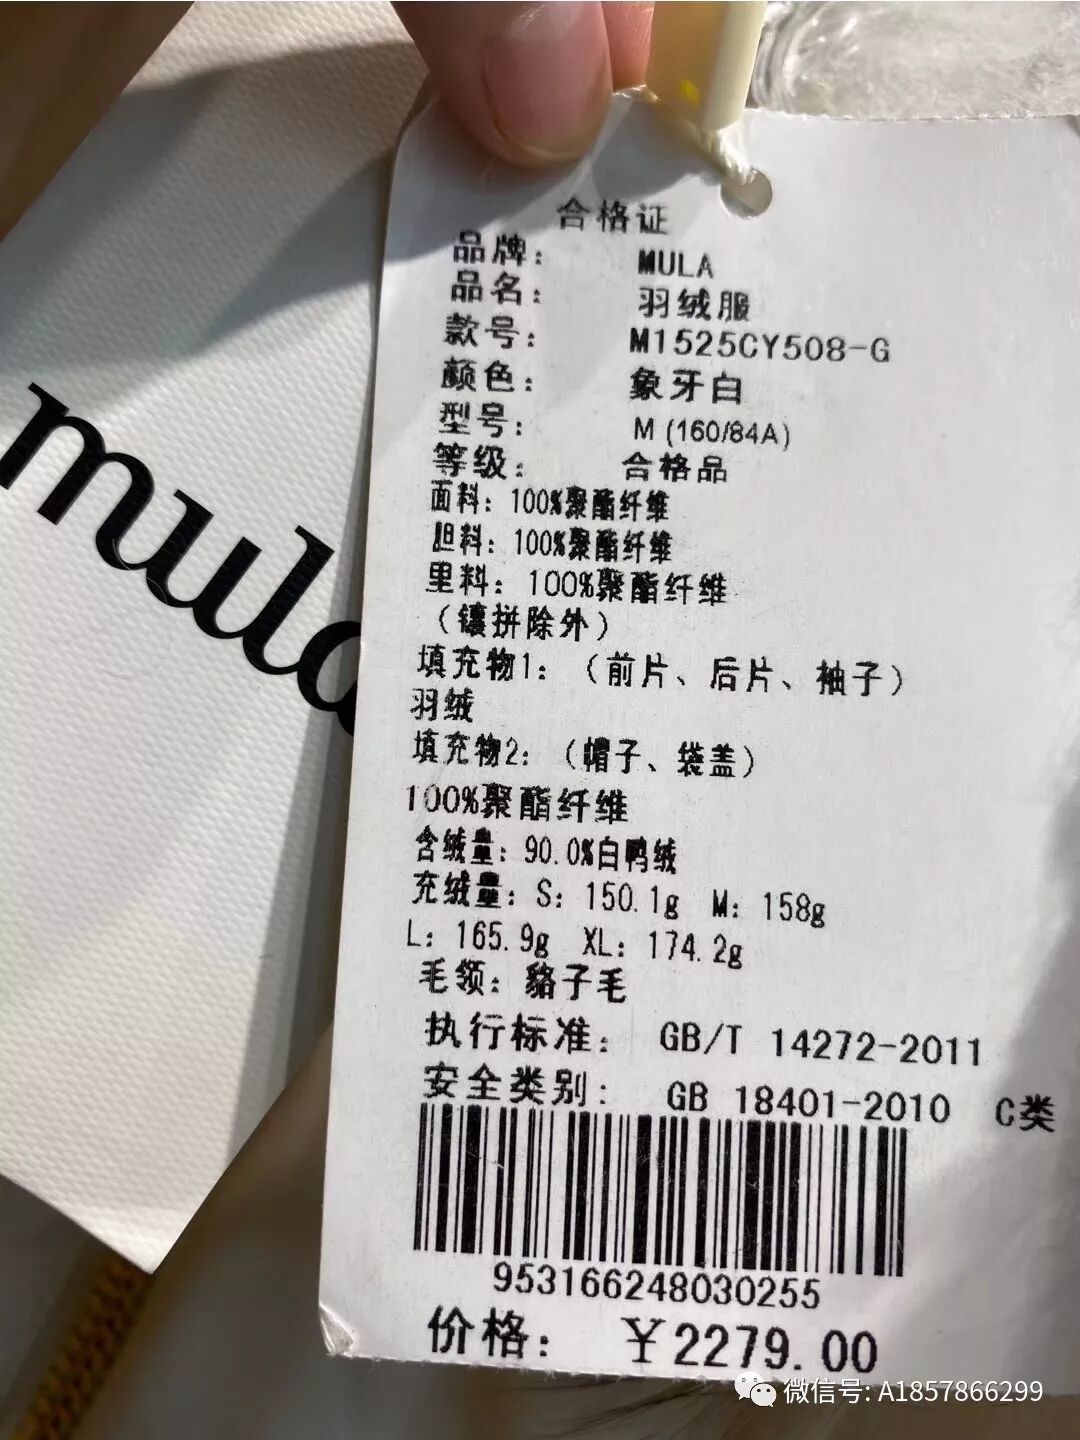 mula
合格证
品牌： MULA
品名： 羽绒服
款号： M1525CY508-G
颜色： 象牙白
型号： M (160/84A)
等级： 合格品
面料：100%聚酯纤维
胆料：100%聚酯纤维
里料：100%聚酯纤维
（镶拼除外）
填充物1：（前片、后片、袖子）
羽绒
填充物2：（帽子、袋盖）
100%聚酯纤维
含绒量：90.0%白鸭绒
充绒量：S：150.1g M：158g
L：165.9g XL：174.2g
毛领：貉子毛
执行标准： GB/T 14272-2011
安全类别： GB 18401-2010 C类
953166248030255
价格： ￥2279.00
微信号: A1857866299